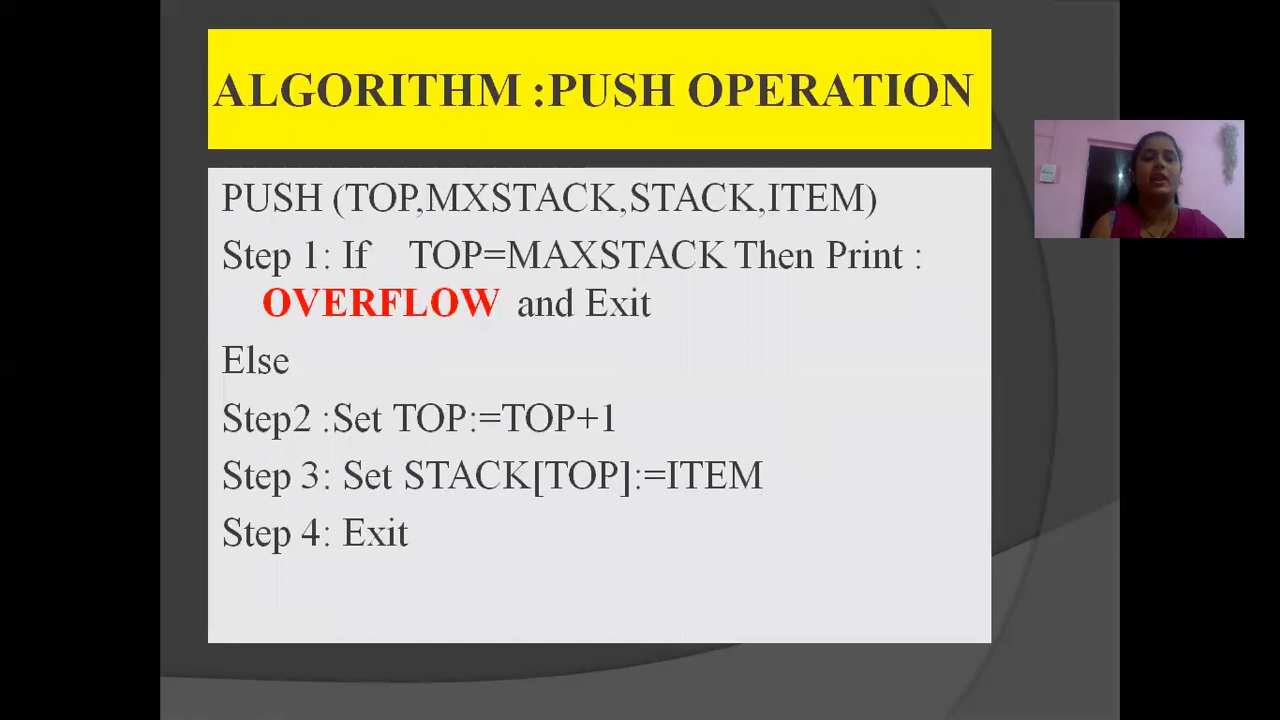 ALGORITHM :PUSH OPERATION
PUSH (TOP,MXSTACK,STACK,ITEM)
Step 1: If TOP=MAXSTACK Then Print :
OVERFLOW and Exit
Else
Step2 :Set TOP:=TOP+1
Step 3: Set STACK[TOP]:=ITEM
Step 4: Exit